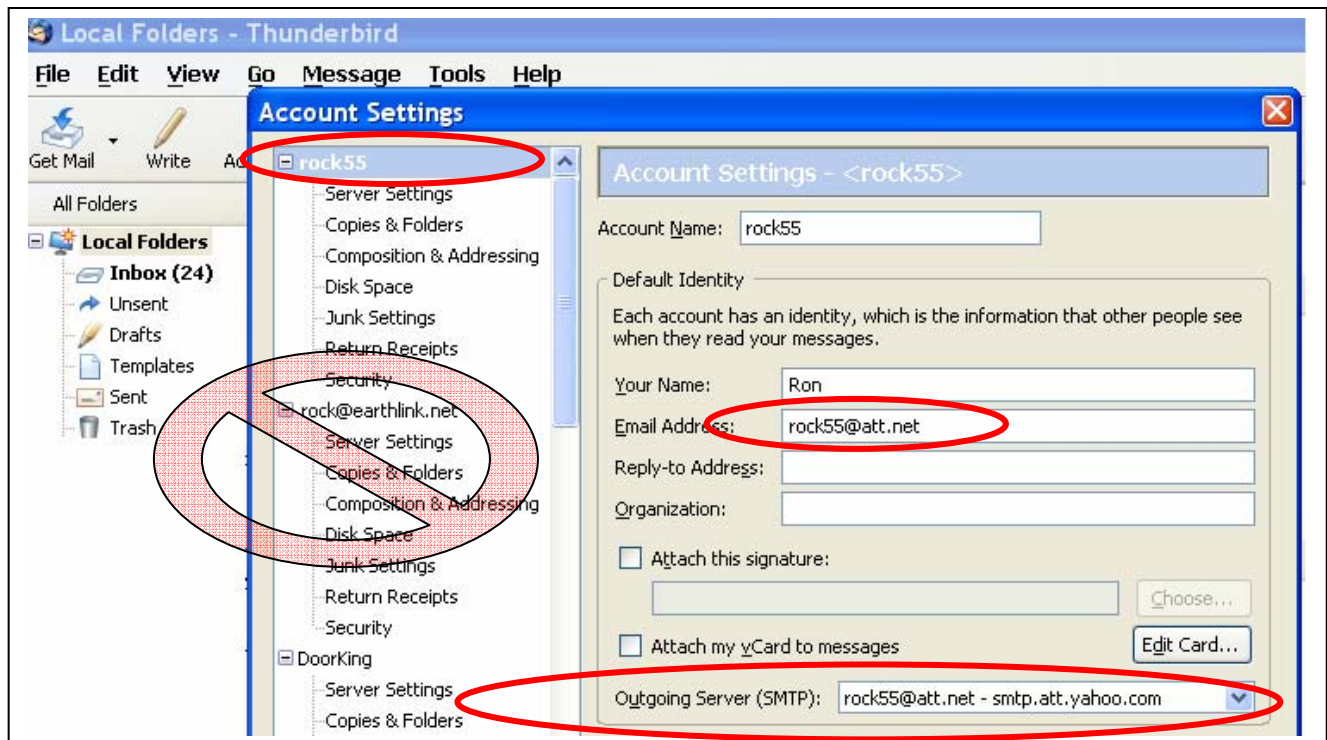 Local Folders - Thunderbird
File Edit View Go Message Tools Help
Get Mail Write
All Folders
Local Folders
Inbox (24)
Unsent
Drafts
Templates
Sent
Trash
Account Settings
rock55
Server Settings
Copies & Folders
Composition & Addressing
Disk Space
Junk Settings
Return Receipts
Security
rock@earthlink.net
Server Settings
Copies & Folders
Composition & Addressing
Disk Space
Junk Settings
Return Receipts
Security
DoorKing
Server Settings
Copies & Folders
Account Settings - <rock55>
Account Name: rock55
Default Identity
Each account has an identity, which is the information that other people see
when they read your messages.
Your Name: Ron
Email Address: rock55@att.net
Reply-to Address:
Organization:
Attach this signature:
Choose...
Attach my vCard to messages Edit Card...
Outgoing Server (SMTP): rock55@att.net - smtp.att.yahoo.com